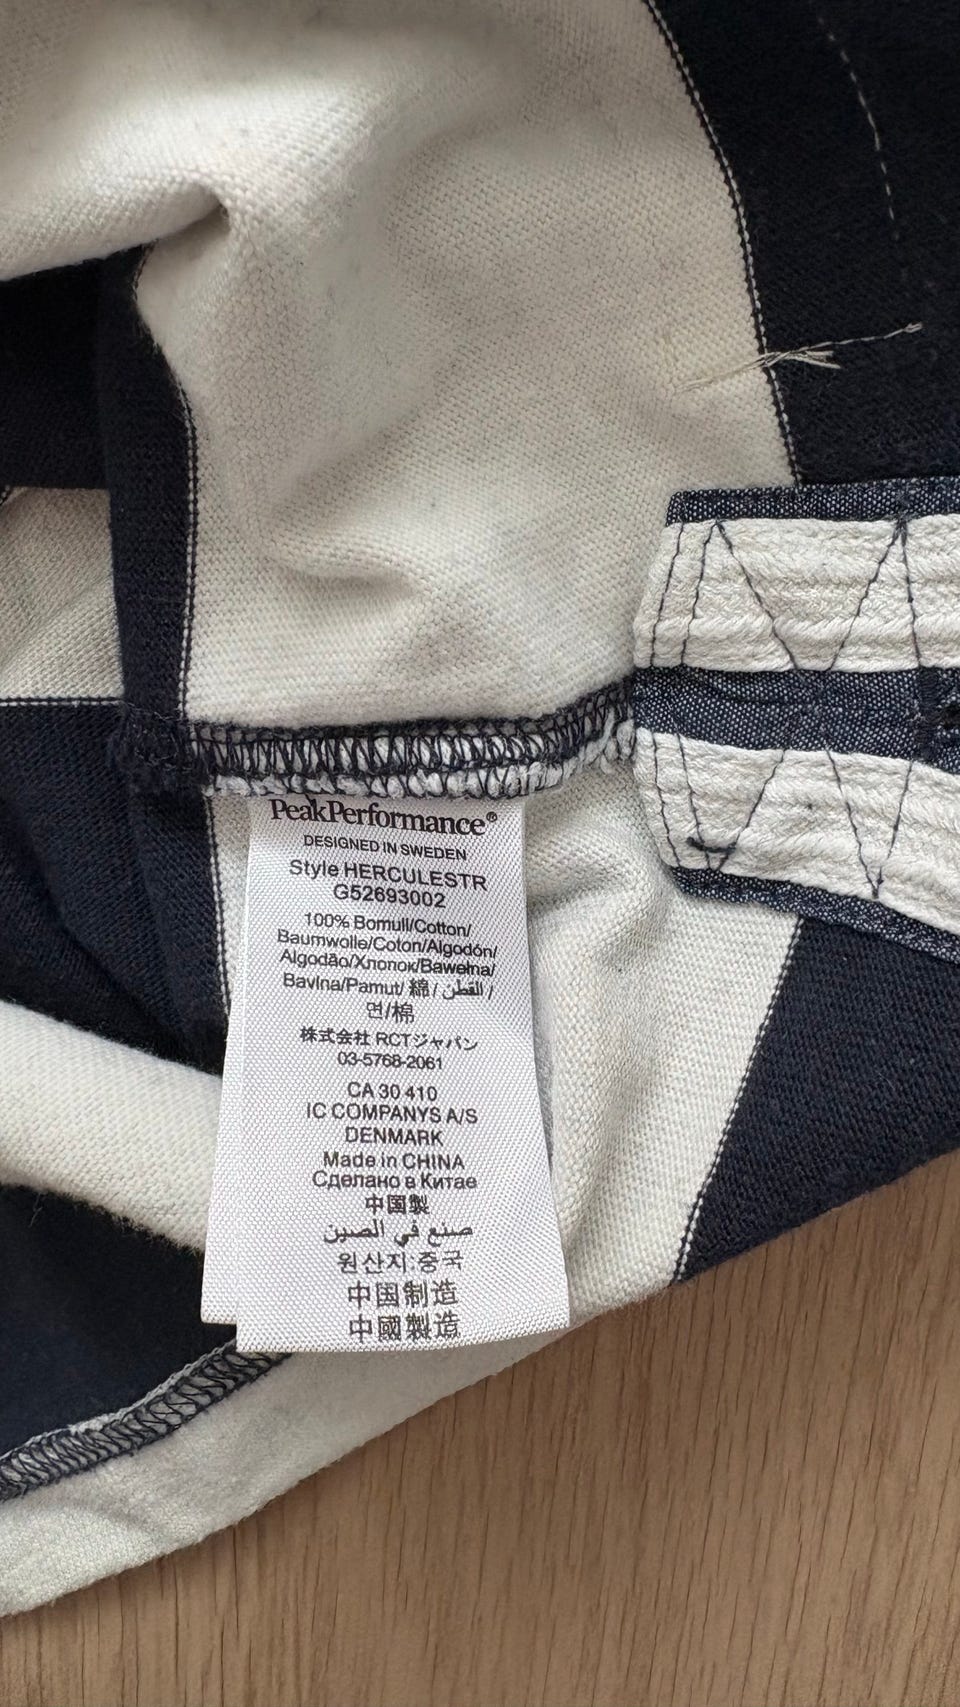 PeakPerformance®
DESIGNED IN SWEDEN
Style HERCULESTR
G52693002
100% Bomull/Cotton/
Baumwolle/Coton/Algodón/
Algodão/Хлопок/Bawełna/
Bavlna/Pamut/ 綿/ القطن /
면/棉
株式会社 RCTジャパン
03-5768-2061
CA 30 410
IC COMPANYS A/S
DENMARK
Made in CHINA
Сделано в Китае
中国製
صنع في الصين
원산지:중국
中国制造
中國製造